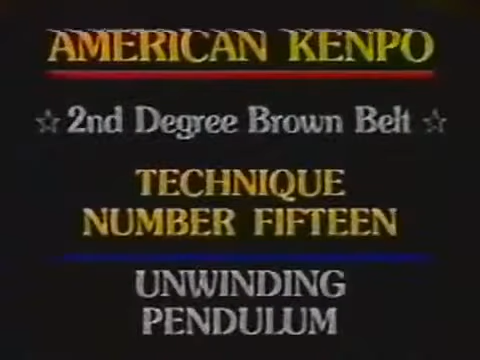 AMERICAN KENPO
☆ 2nd Degree Brown Belt ☆
TECHNIQUE
NUMBER FIFTEEN
UNWINDING
PENDULUM